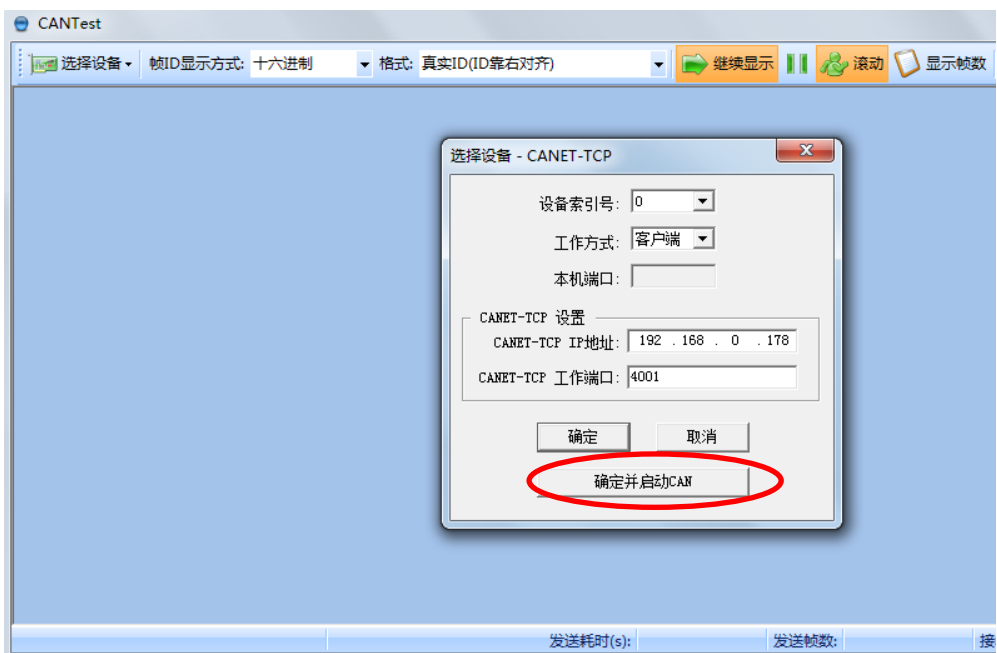 CANTest
选择设备 帧ID显示方式: 十六进制 格式: 真实ID(ID靠右对齐) 继续显示 滚动 显示帧数
选择设备 - CANET-TCP
设备索引号: 0
工作方式: 客户端
本机端口:
CANET-TCP 设置
CANET-TCP IP地址: 192 . 168 . 0 . 178
CANET-TCP 工作端口: 4001
确定 取消
确定并启动CAN
发送耗时(s): 发送帧数: 接